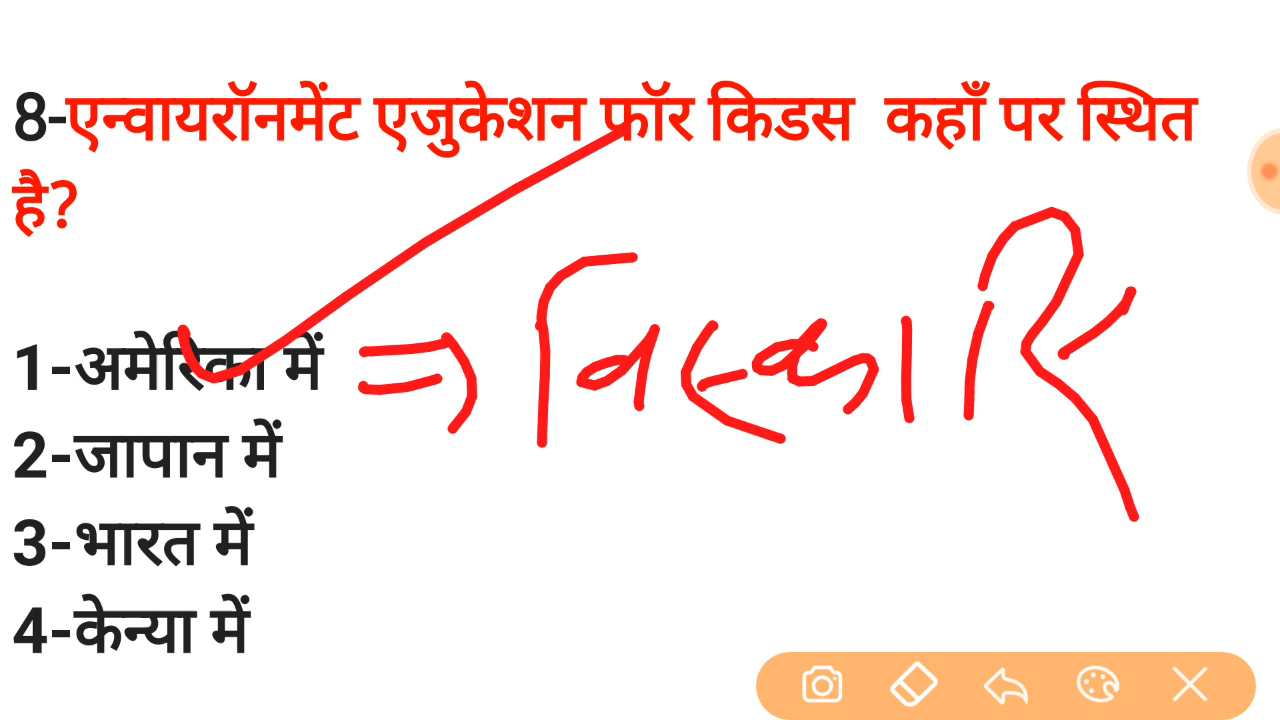 8-एन्वायरॉनमेंट एजुकेशन फॉर किडस कहाँ पर स्थित
है?
1-अमेरिका में
2-जापान में
3-भारत में
4-केन्या में